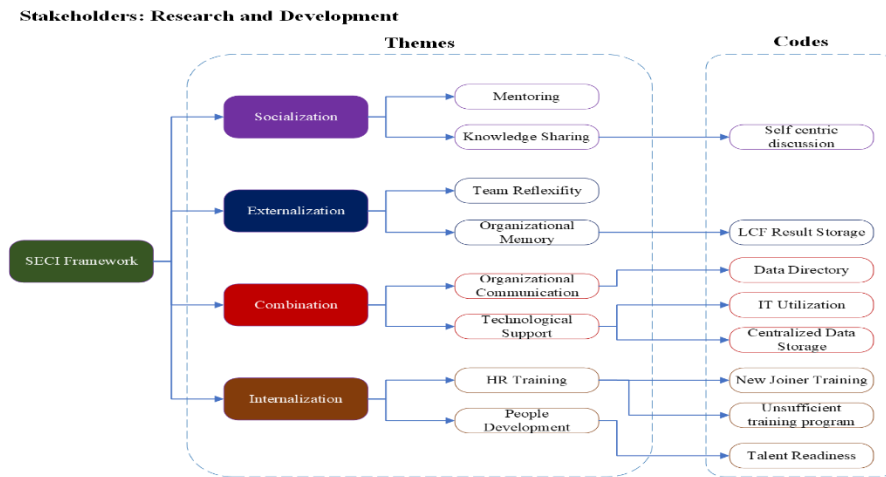 Stakeholders: Research and Development
Themes
Codes
SECI Framework
Socialization
Mentoring
Knowledge Sharing
Self centric
discussion
Externalization
Team Reflexifity
Organizational
Memory
LCF Result Storage
Combination
Organizational
Communication
Data Directory
Technological
Support
IT Utilization
Centralized Data
Storage
Internalization
HR Training
New Joiner Training
Unsufficient
training program
People
Development
Talent Readiness